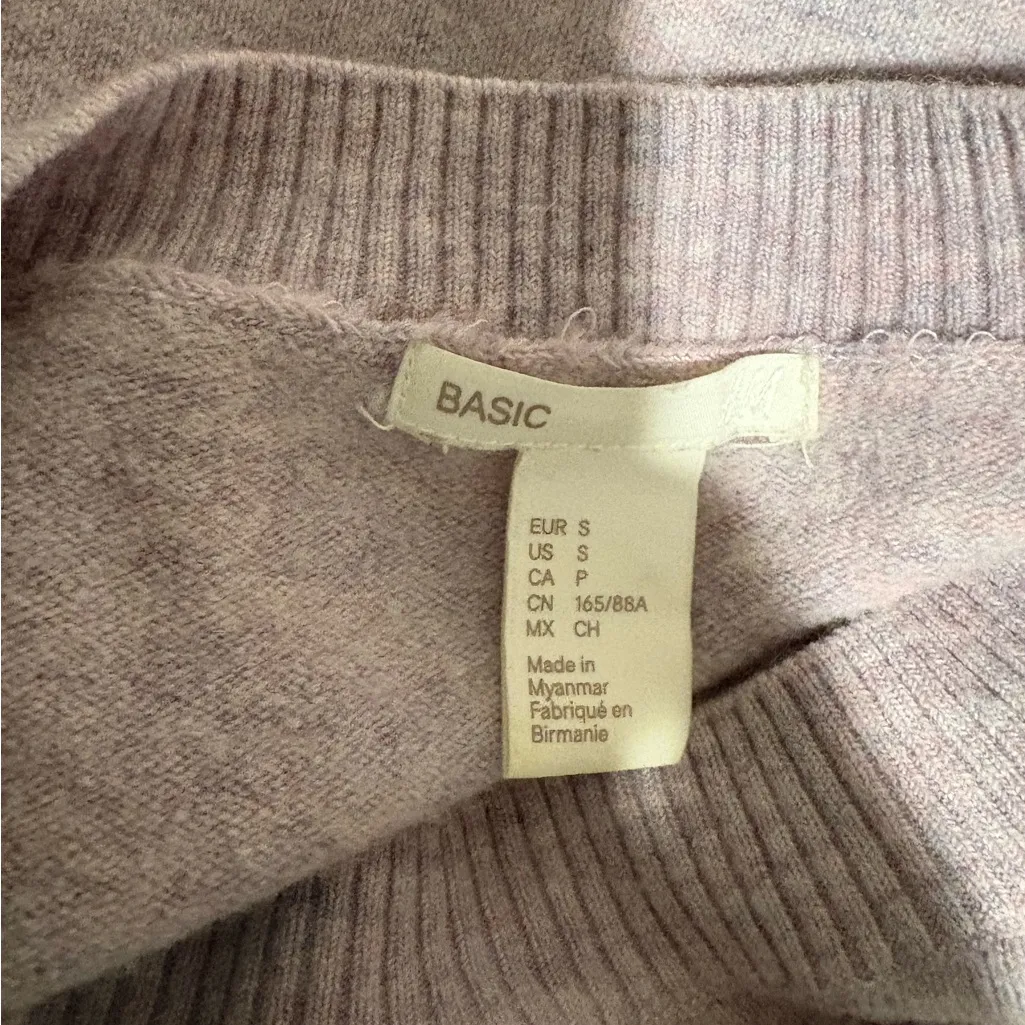 BASIC H&M
EUR S
US S
CA P
CN 165/88A
MX CH
Made in
Myanmar
Fabriqué en
Birmanie